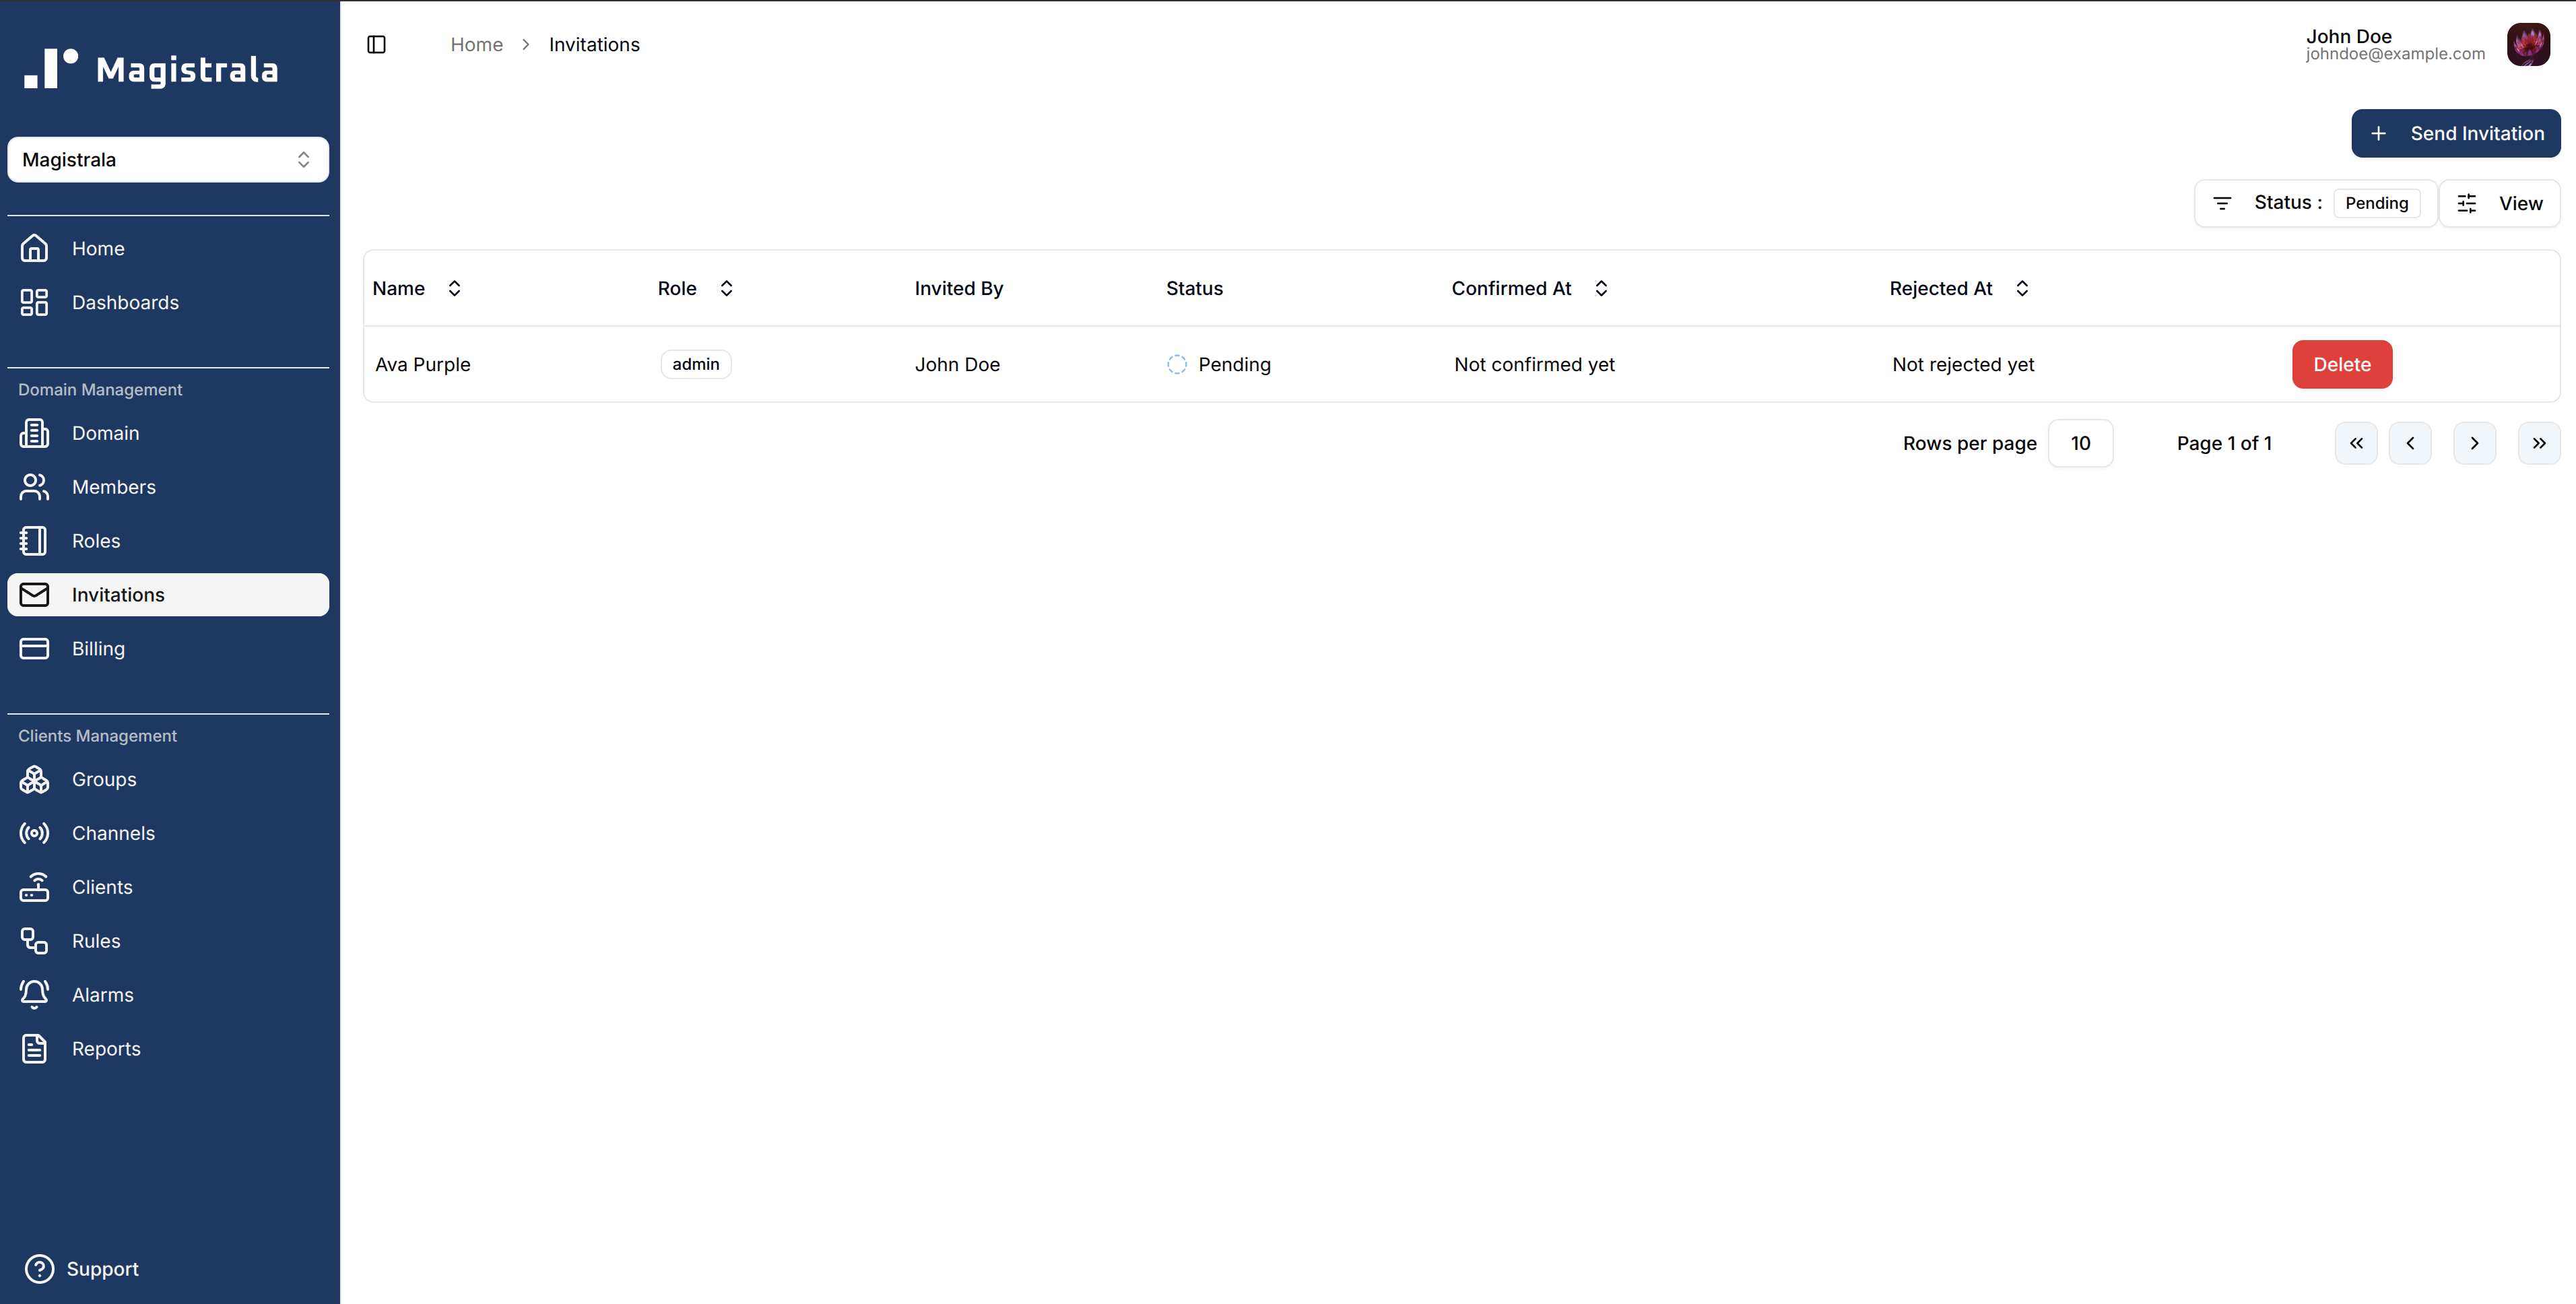 Magistrala
Magistrala
Home
Dashboards
Domain Management
Domain
Members
Roles
Invitations
Billing
Clients Management
Groups
Channels
Clients
Rules
Alarms
Reports
Support
Home > Invitations
John Doe
johndoe@example.com
+ Send Invitation
Status : Pending View
Name Role Invited By Status Confirmed At Rejected At
Ava Purple admin John Doe Pending Not confirmed yet Not rejected yet Delete
Rows per page 10 Page 1 of 1